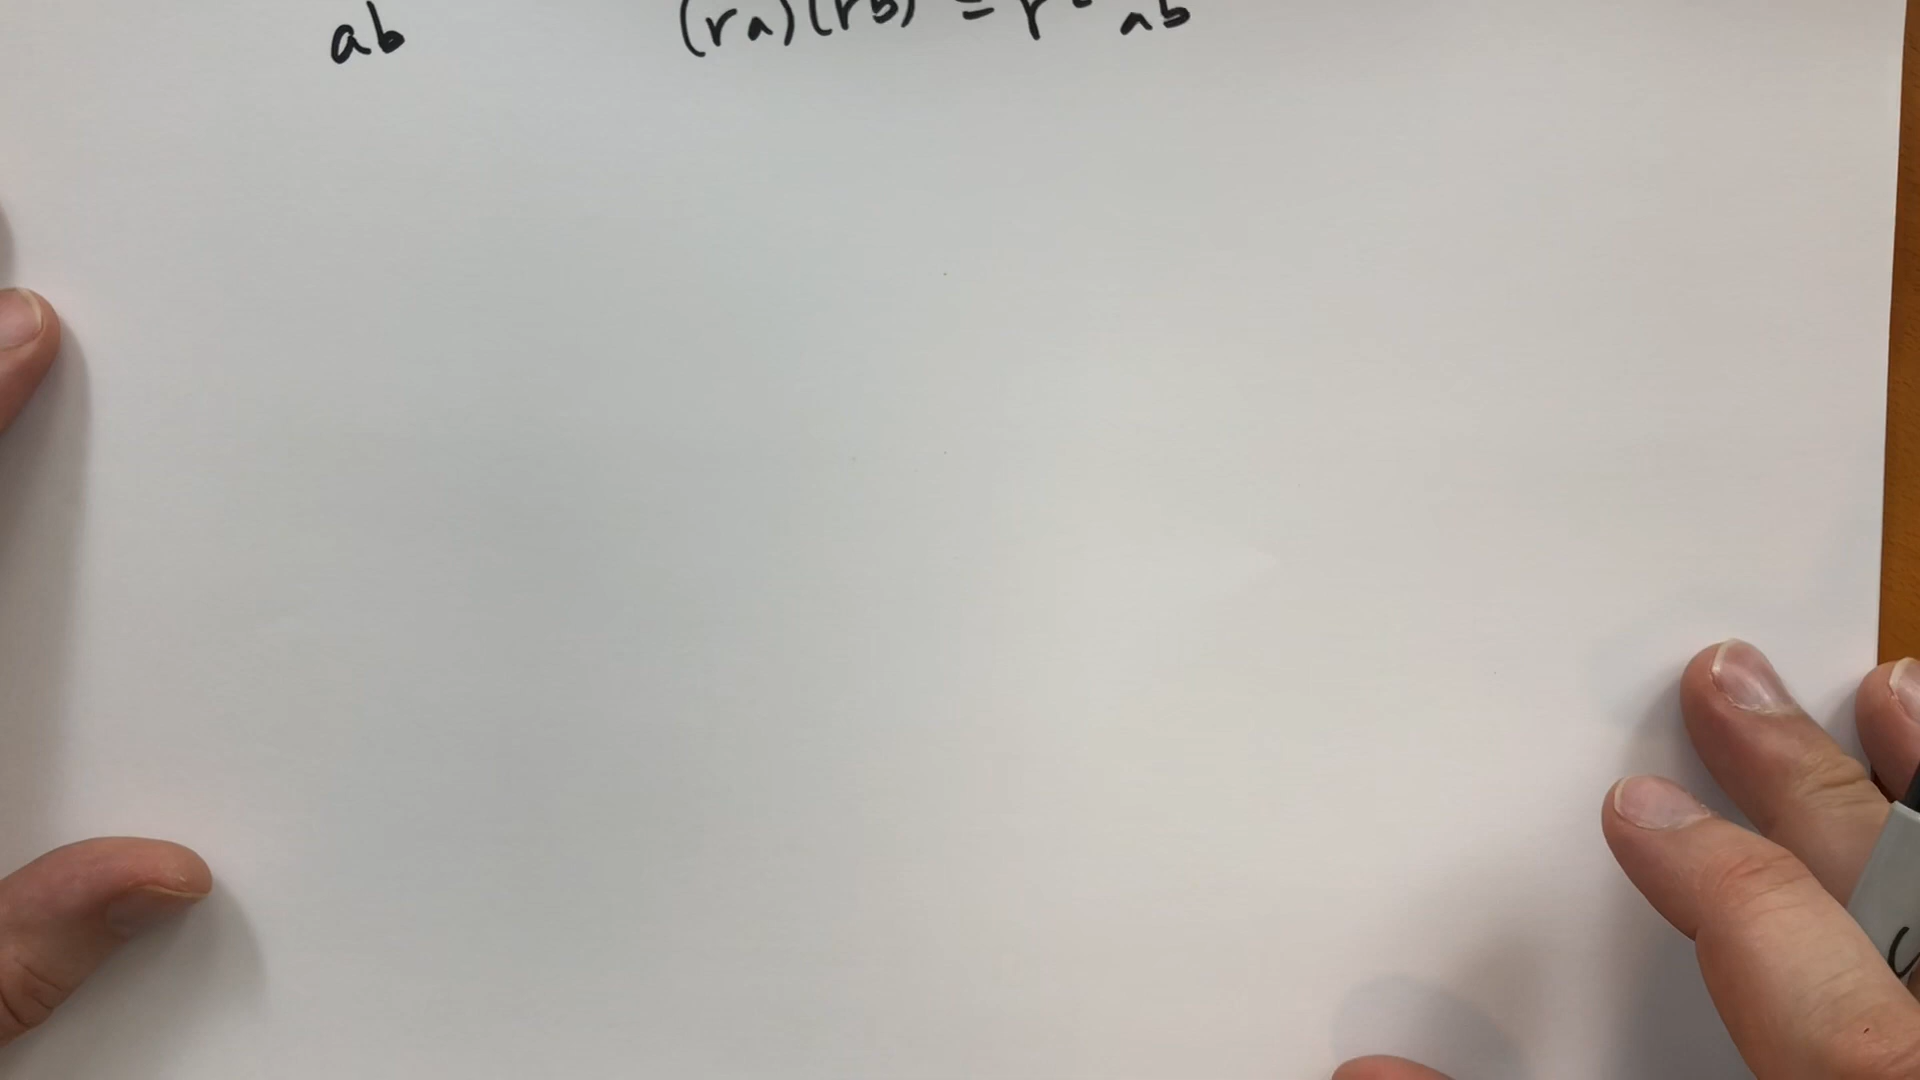 ab (ra)(rb) = r² ab